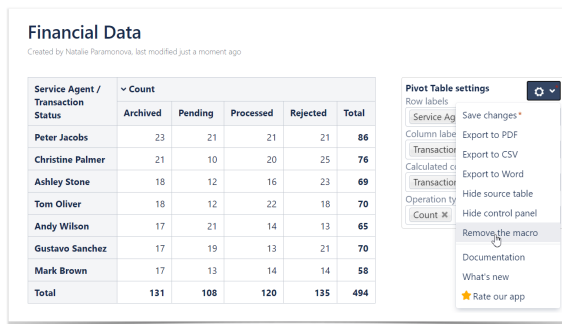 Financial Data
Created by Natalie Paramonova, last modified just a moment ago
Service Agent /
Transaction
Status
Count
Archived Pending Processed Rejected Total
Peter Jacobs 23 21 21 21 86
Christine Palmer 21 10 20 25 76
Ashley Stone 18 12 16 23 69
Tom Oliver 18 12 22 18 70
Andy Wilson 17 21 14 13 65
Gustavo Sanchez 17 19 13 21 70
Mark Brown 17 13 14 14 58
Total 131 108 120 135 494
Pivot Table settings
Row labels
Service Ag
Column labe
Transaction
Calculated co
Transaction
Operation ty
Count ×
Save changes*
Export to PDF
Export to CSV
Export to Word
Hide source table
Hide control panel
Remove the macro
Documentation
What's new
Rate our app